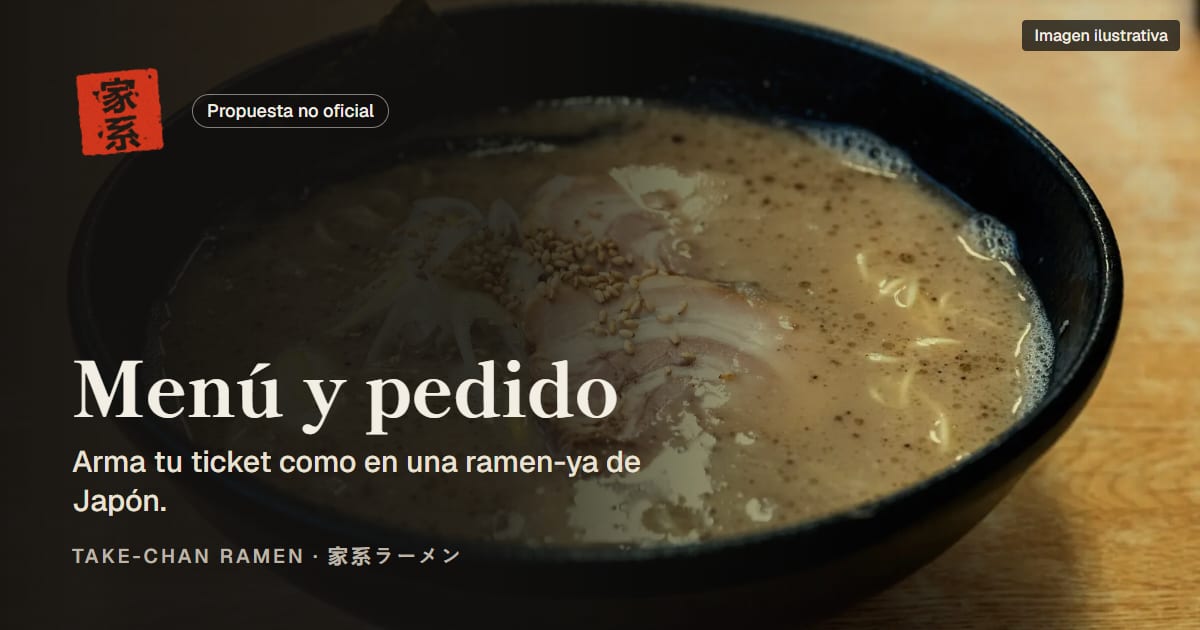 Imagen ilustrativa
家系
Propuesta no oficial
Menú y pedido
Arma tu ticket como en una ramen-ya de
Japón.
TAKE-CHAN RAMEN · 家系ラーメン